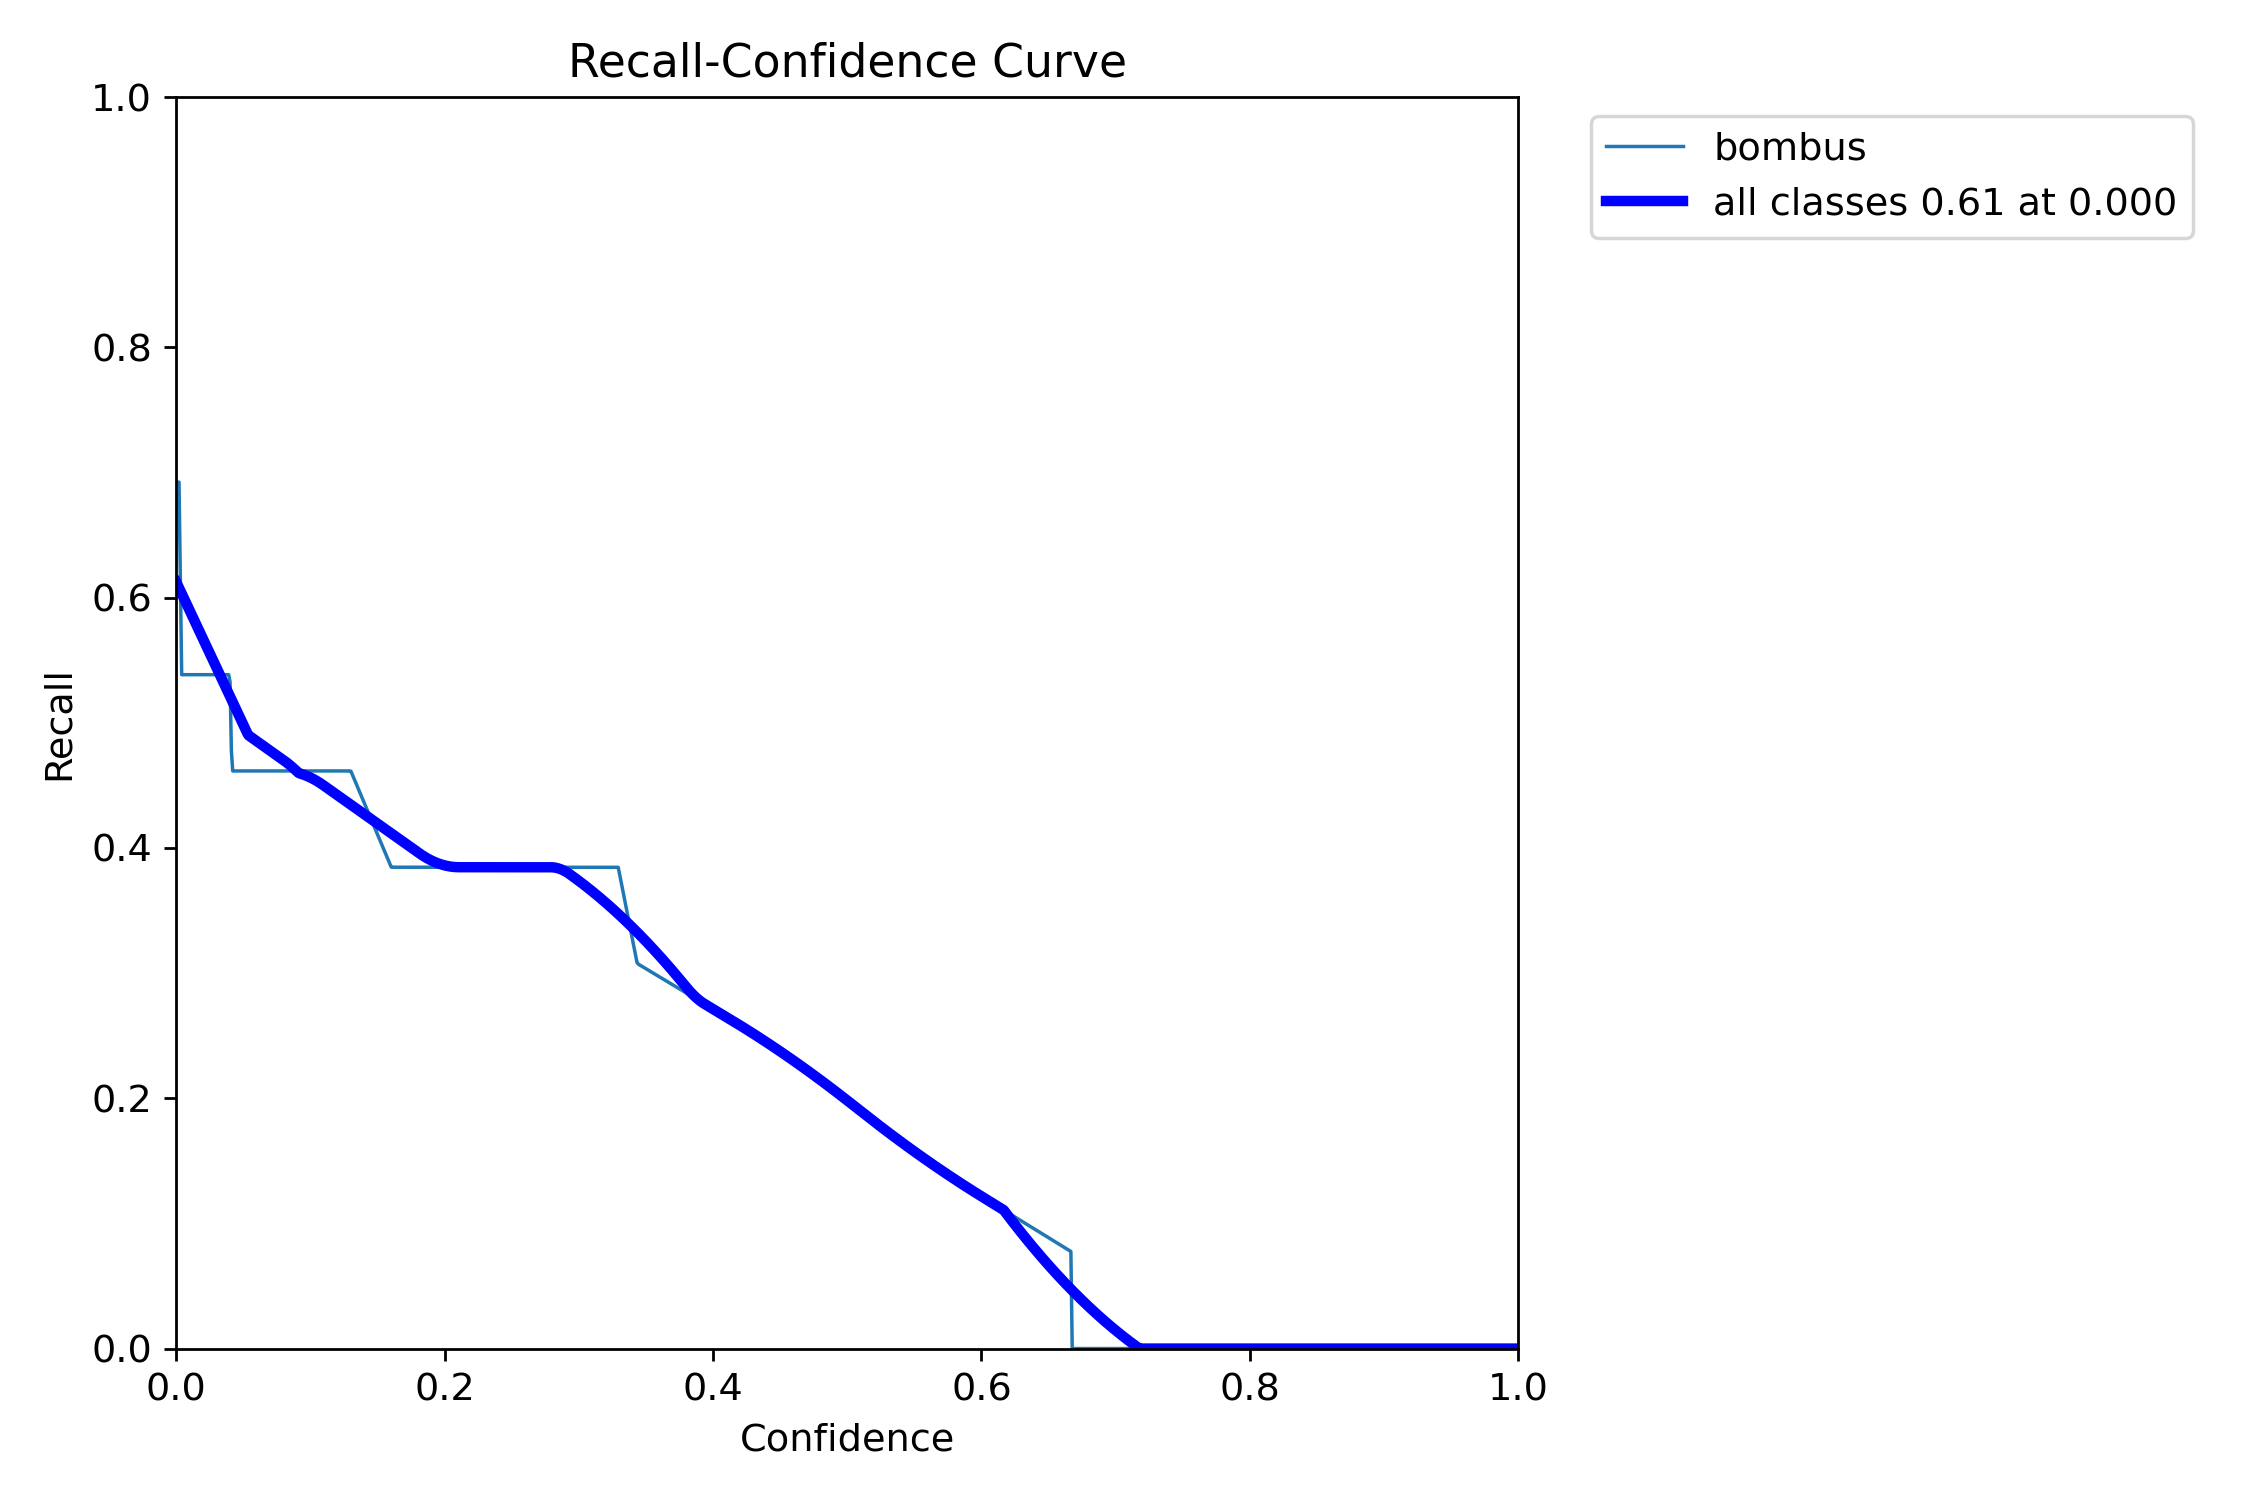 Recall-Confidence Curve
1.0
0.8
0.6
0.4
0.2
0.0
Recall
0.0 0.2 0.4 0.6 0.8 1.0
Confidence
bombus
all classes 0.61 at 0.000